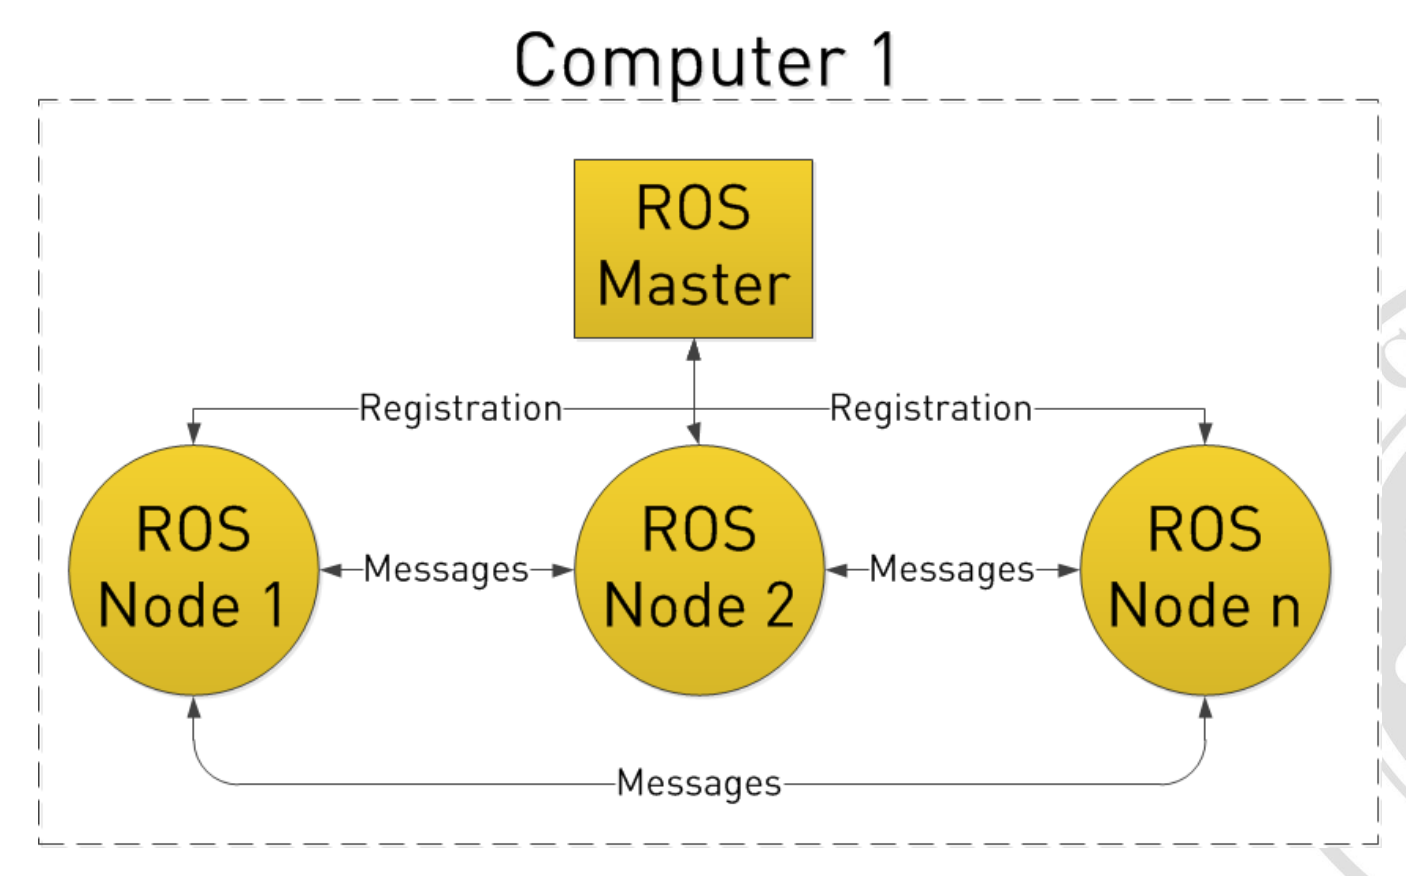 Computer 1
ROS
Master
Registration
Registration
ROS
Node 1
Messages
ROS
Node 2
Messages
ROS
Node n
Messages